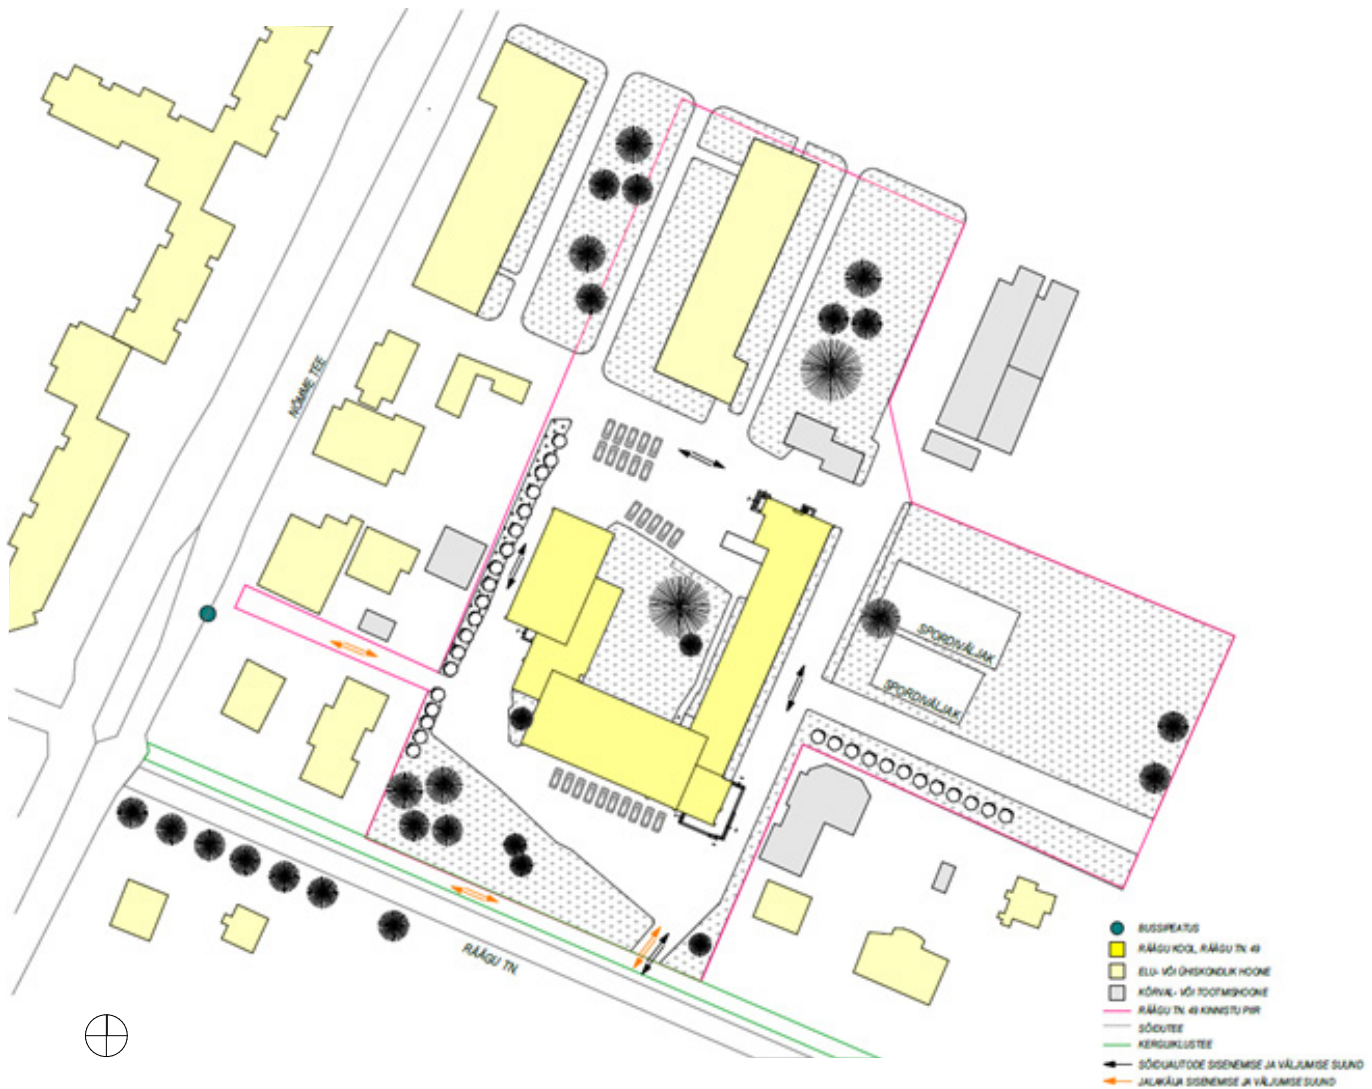 NÕMME TEE
SPORDIVÄLJAK
SPORDIVÄLJAK
RÄÄGU TN.
BUSSIPEATUS
RÄÄGU KOOL, RÄÄGU TN. 49
ELU- VÕI ÜHISKONDLIK HOONE
KÕRVAL- VÕI TOOTMISHOONE
RÄÄGU TN. 49 KINNISTU PIIR
SÕIDUTEE
KERGLIIKLUSTEE
SÕIDUAUTODE SISENEMISE JA VÄLJUMISE SUUND
JALAKÄIJA SISENEMISE JA VÄLJUMISE SUUND